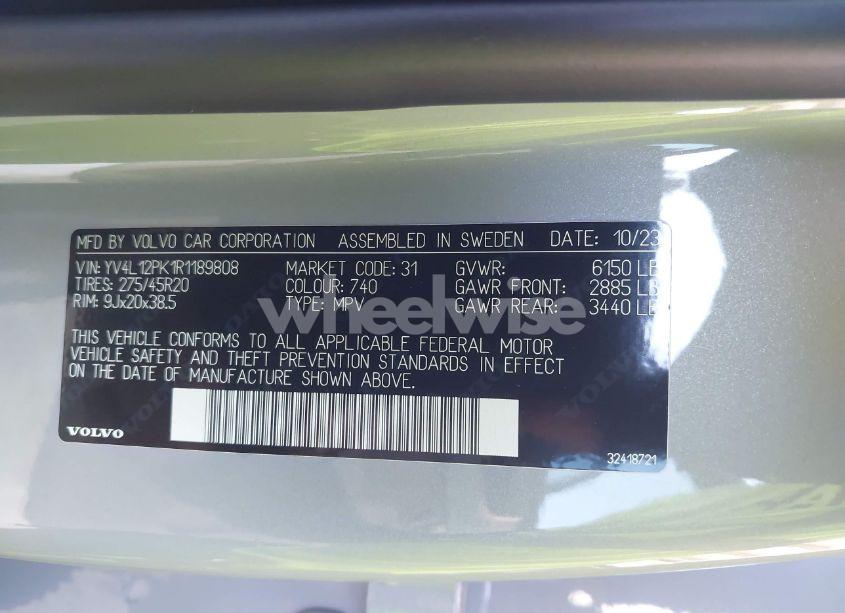 MFD BY VOLVO CAR CORPORATION ASSEMBLED IN SWEDEN DATE: 10/23
VIN: YV4L12PK1R1189808 MARKET CODE: 31 GVWR: 6150 LB
TIRES: 275/45R20 COLOUR: 740 GAWR FRONT: 2885 LB
RIM: 9Jx20x38.5 TYPE: MPV GAWR REAR: 3440 LB
wheelwise
THIS VEHICLE CONFORMS TO ALL APPLICABLE FEDERAL MOTOR
VEHICLE SAFETY AND THEFT PREVENTION STANDARDS IN EFFECT
ON THE DATE OF MANUFACTURE SHOWN ABOVE.
VOLVO
32418721